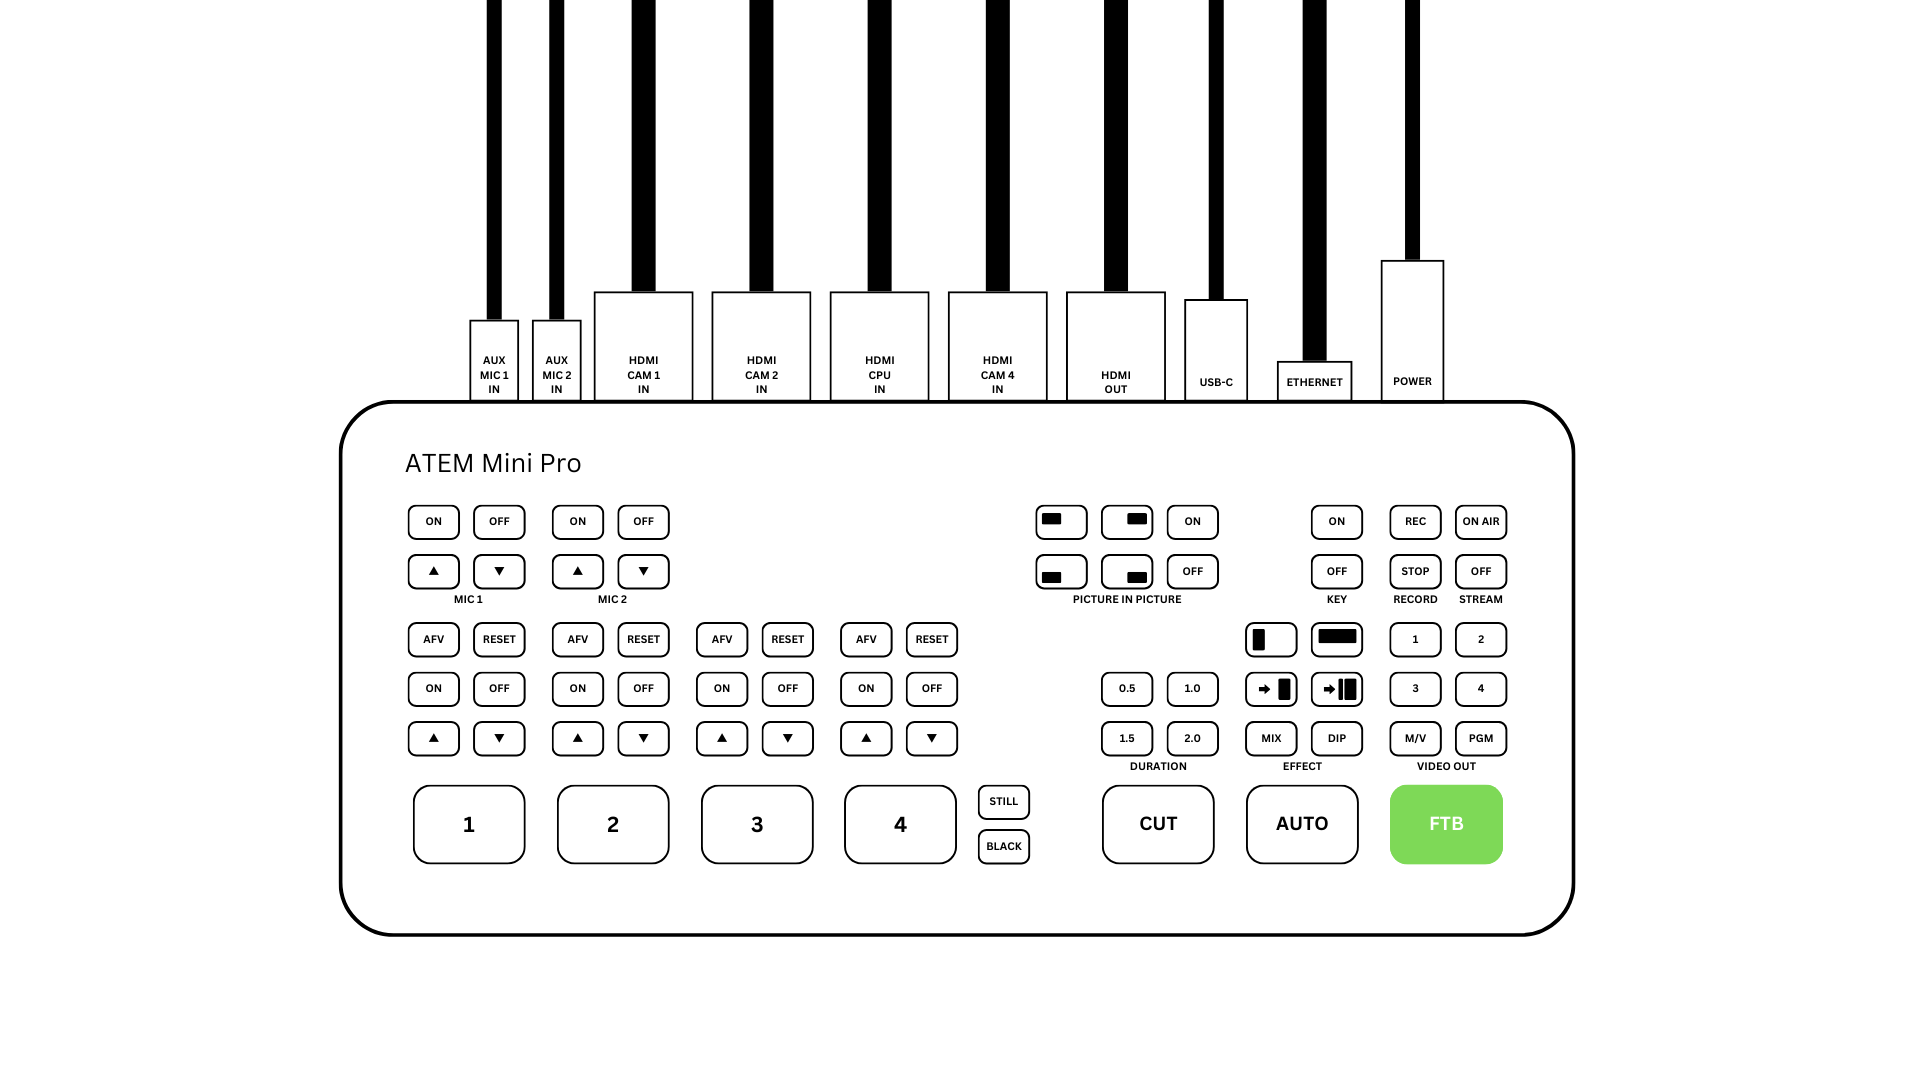 AUX
MIC 1
IN
AUX
MIC 2
IN
HDMI
CAM 1
IN
HDMI
CAM 2
IN
HDMI
CPU
IN
HDMI
CAM 4
IN
HDMI
OUT
USB-C
ETHERNET
POWER
ATEM Mini Pro
ON OFF ON OFF ON ON REC ON AIR
OFF OFF STOP OFF
MIC 1 MIC 2 PICTURE IN PICTURE KEY RECORD STREAM
AFV RESET AFV RESET AFV RESET AFV RESET 1 2
ON OFF ON OFF ON OFF ON OFF 0.5 1.0 3 4
1.5 2.0 MIX DIP M/V PGM
DURATION EFFECT VIDEO OUT
1 2 3 4 STILL CUT AUTO FTB
BLACK